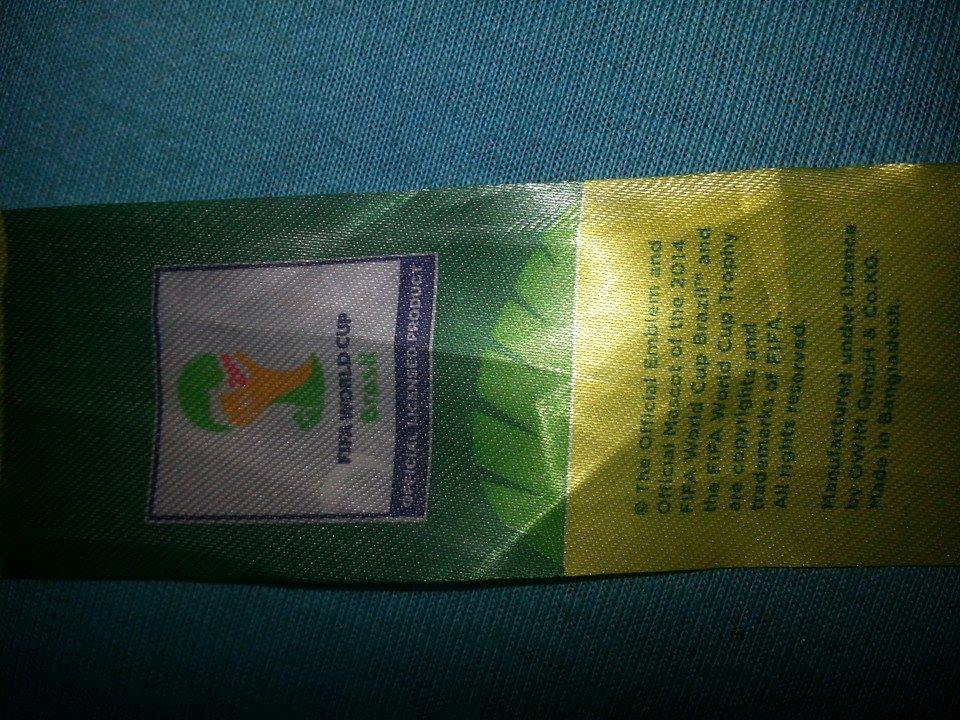 2014
FIFA WORLD CUP
Brasil
OFFICIAL LICENSED PRODUCT
© The Official Emblem and
Official Mascot of the 2014
FIFA World Cup Brazil™ and
the FIFA World Cup Trophy
are copyrights and
trademarks of FIFA.
All rights reserved.
Manufactured under licence
by OWIM GmbH & Co.KG.
Made in Bangladesh